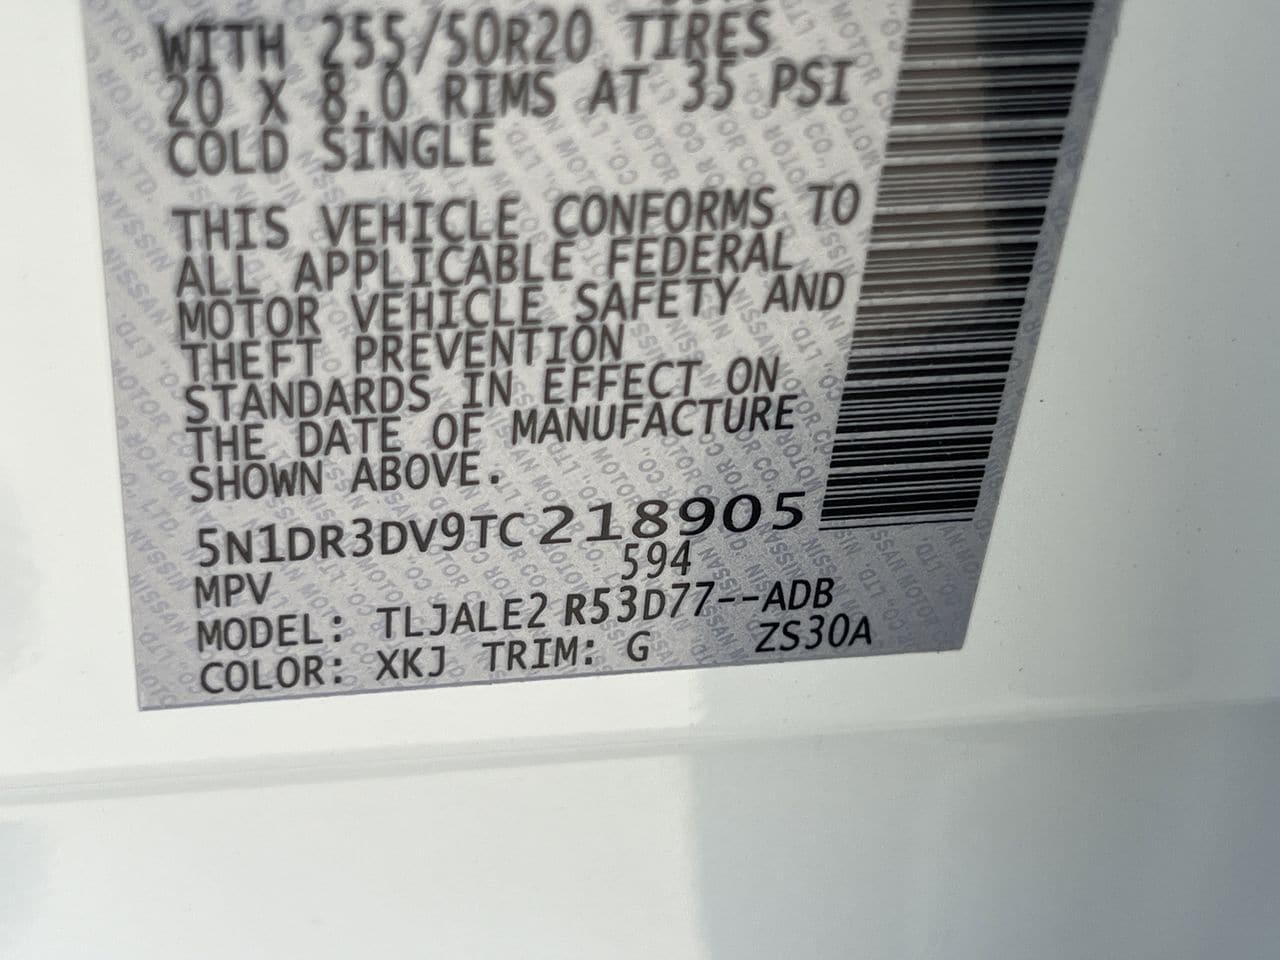 WITH 255/50R20 TIRES
20 X 8.0 RIMS AT 35 PSI
COLD SINGLE
THIS VEHICLE CONFORMS TO
ALL APPLICABLE FEDERAL
MOTOR VEHICLE SAFETY AND
THEFT PREVENTION
STANDARDS IN EFFECT ON
THE DATE OF MANUFACTURE
SHOWN ABOVE.
5N1DR3DV9TC218905
594
MPV
MODEL: TLJALE2 R53D77--ADB
COLOR: XKJ TRIM: G ZS30A